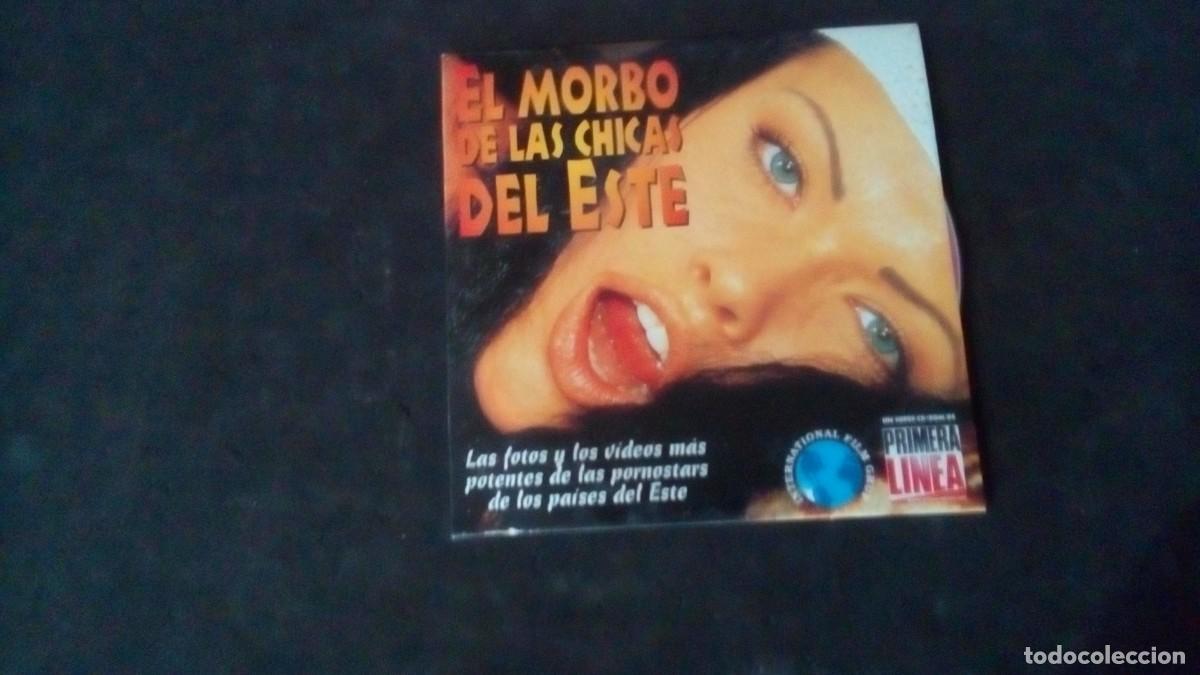 EL MORBO
DE LAS CHICAS
DEL ESTE
Las fotos y los vídeos más
potentes de las pornostars
de los países del Este
INTERNATIONAL FILM
PRIMERA
LINEA
todocoleccion